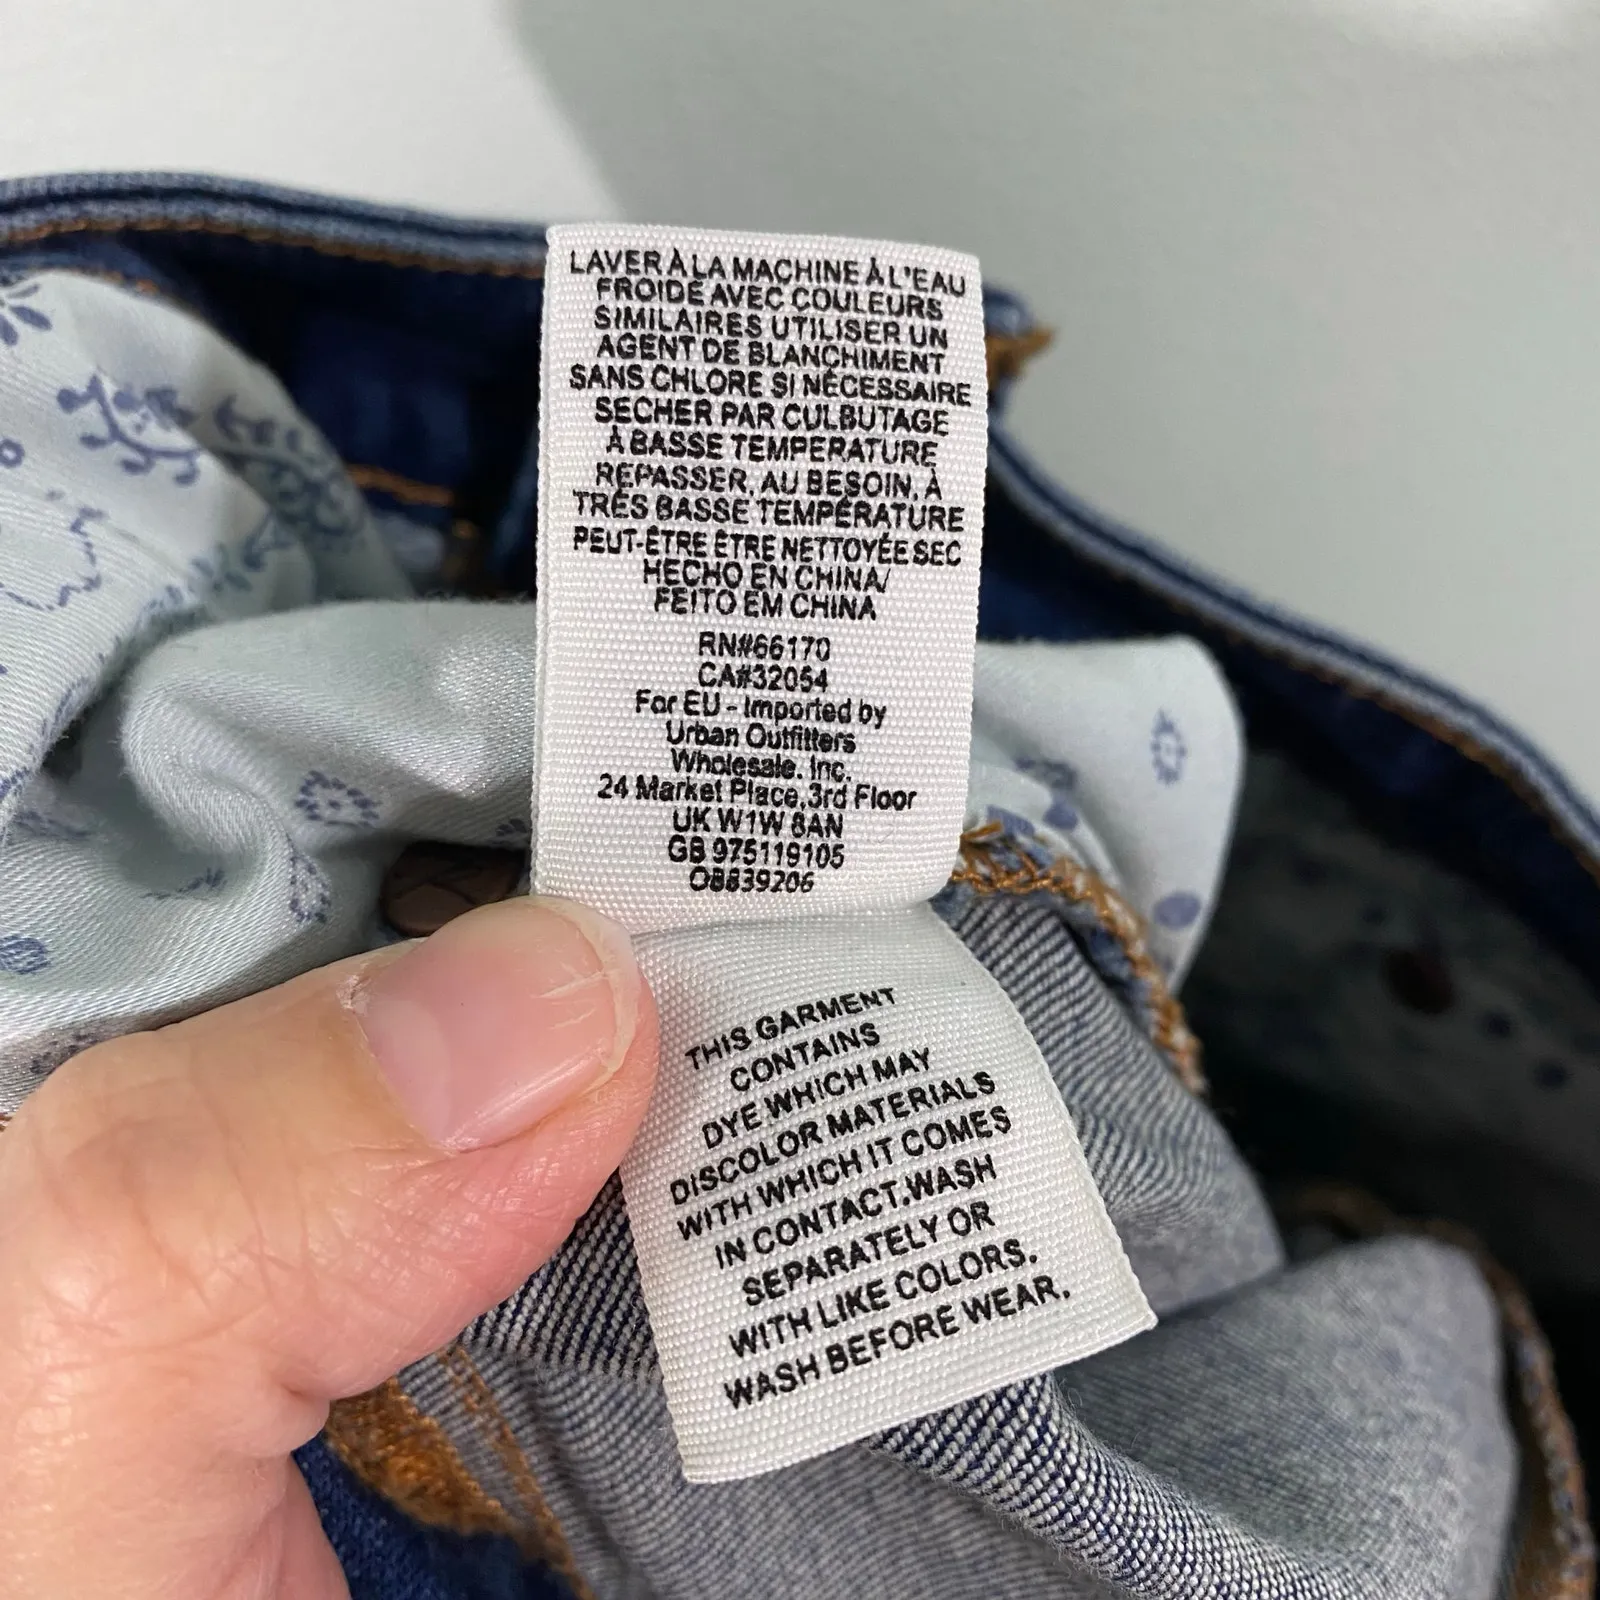 LAVER À LA MACHINE À L'EAU
FROIDE AVEC COULEURS
SIMILAIRES UTILISER UN
AGENT DE BLANCHIMENT
SANS CHLORE SI NÉCESSAIRE
SECHER PAR CULBUTAGE
À BASSE TEMPERATURE
REPASSER, AU BESOIN, À
TRÉS BASSE TEMPÉRATURE
PEUT-ÊTRE ÊTRE NETTOYÉE SEC
HECHO EN CHINA/
FEITO EM CHINA
RN#66170
CA#32054
For EU - Imported by
Urban Outfitters
Wholesale. Inc.
24 Market Place,3rd Floor
UK W1W 8AN
GB 975119105
O8839206
THIS GARMENT
CONTAINS
DYE WHICH MAY
DISCOLOR MATERIALS
WITH WHICH IT COMES
IN CONTACT.WASH
SEPARATELY OR
WITH LIKE COLORS.
WASH BEFORE WEAR.